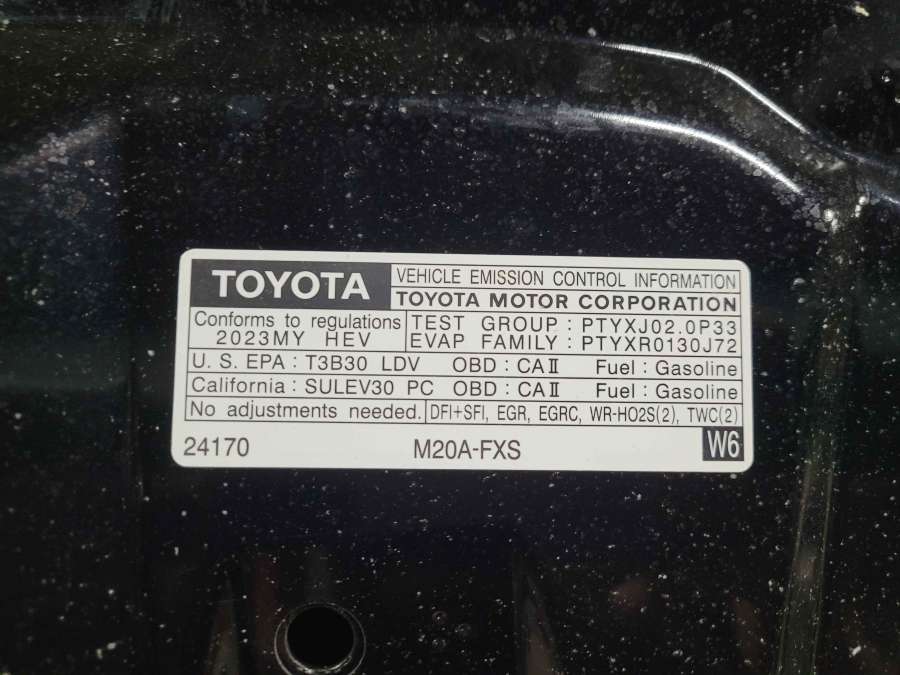 TOYOTA
VEHICLE EMISSION CONTROL INFORMATION
TOYOTA MOTOR CORPORATION
Conforms to regulations
2023MY HEV
TEST GROUP : PTYXJ02.0P33
EVAP FAMILY : PTYXR0130J72
U. S. EPA : T3B30 LDV OBD : CAⅡ Fuel : Gasoline
California : SULEV30 PC OBD : CAⅡ Fuel : Gasoline
No adjustments needed. DFI+SFI, EGR, EGRC, WR-HO2S(2), TWC(2)
24170 M20A-FXS W6